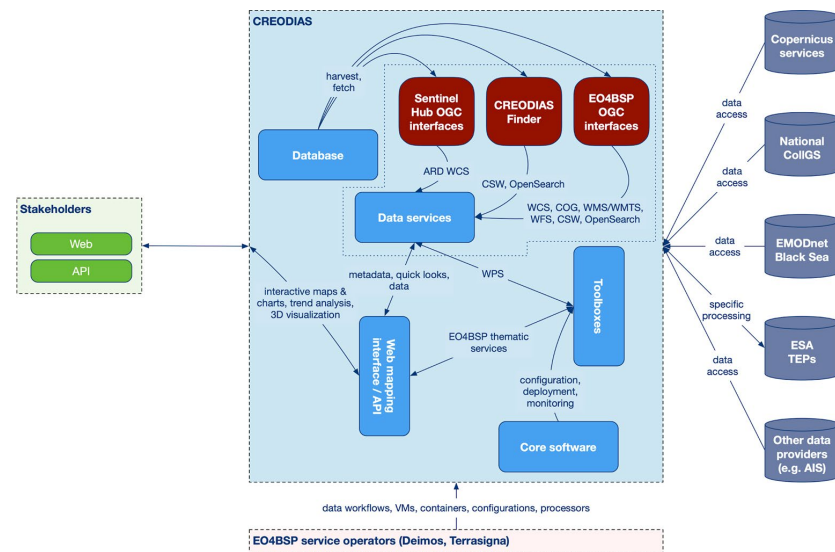 CREODIAS
harvest,
fetch
Sentinel
Hub OGC
interfaces
CREODIAS
Finder
EO4BSP
OGC
interfaces
Database
ARD WCS
CSW, OpenSearch
WCS, COG, WMS/WMTS,
WFS, CSW, OpenSearch
Data services
Stakeholders
Web
API
metadata, quick looks,
data
WPS
Toolboxes
interactive maps &
charts, trend analysis,
3D visualization
Web mapping
interface / API
EO4BSP thematic
services
configuration,
deployment,
monitoring
Core software
Copernicus
services
data
access
National
CollGS
data
access
EMODnet
Black Sea
data
access
specific
processing
ESA
TEPs
data
access
Other data
providers
(e.g. AIS)
data workflows, VMs, containers, configurations, processors
EO4BSP service operators (Deimos, Terrasigna)